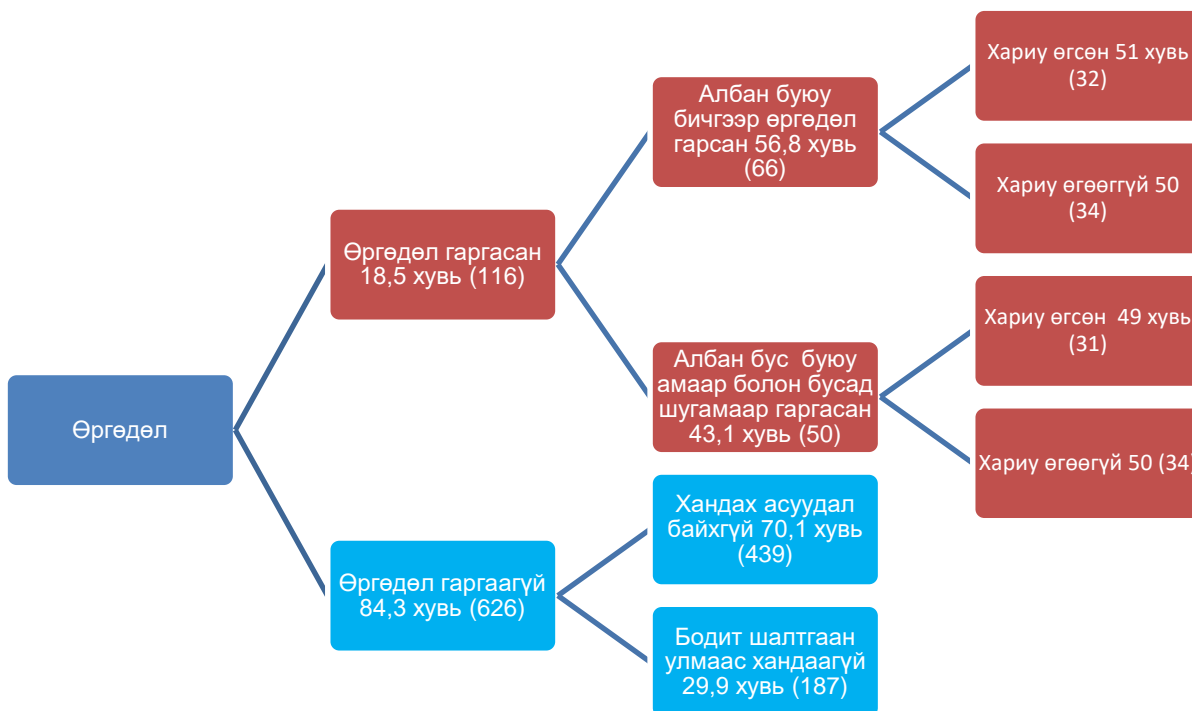 Өргөдөл
Өргөдөл гаргасан
18,5 хувь (116)
Албан буюу
бичгээр өргөдөл
гарсан 56,8 хувь
(66)
Хариу өгсөн 51 хувь
(32)
Хариу өгөөггүй 50
(34)
Албан бус буюу
амаар болон бусад
шугамаар гаргасан
43,1 хувь (50)
Хариу өгсөн 49 хувь
(31)
Хариу өгөөгүй 50 (34)
Өргөдөл гаргаагүй
84,3 хувь (626)
Хандах асуудал
байхгүй 70,1 хувь
(439)
Бодит шалтгаан
улмаас хандаагүй
29,9 хувь (187)